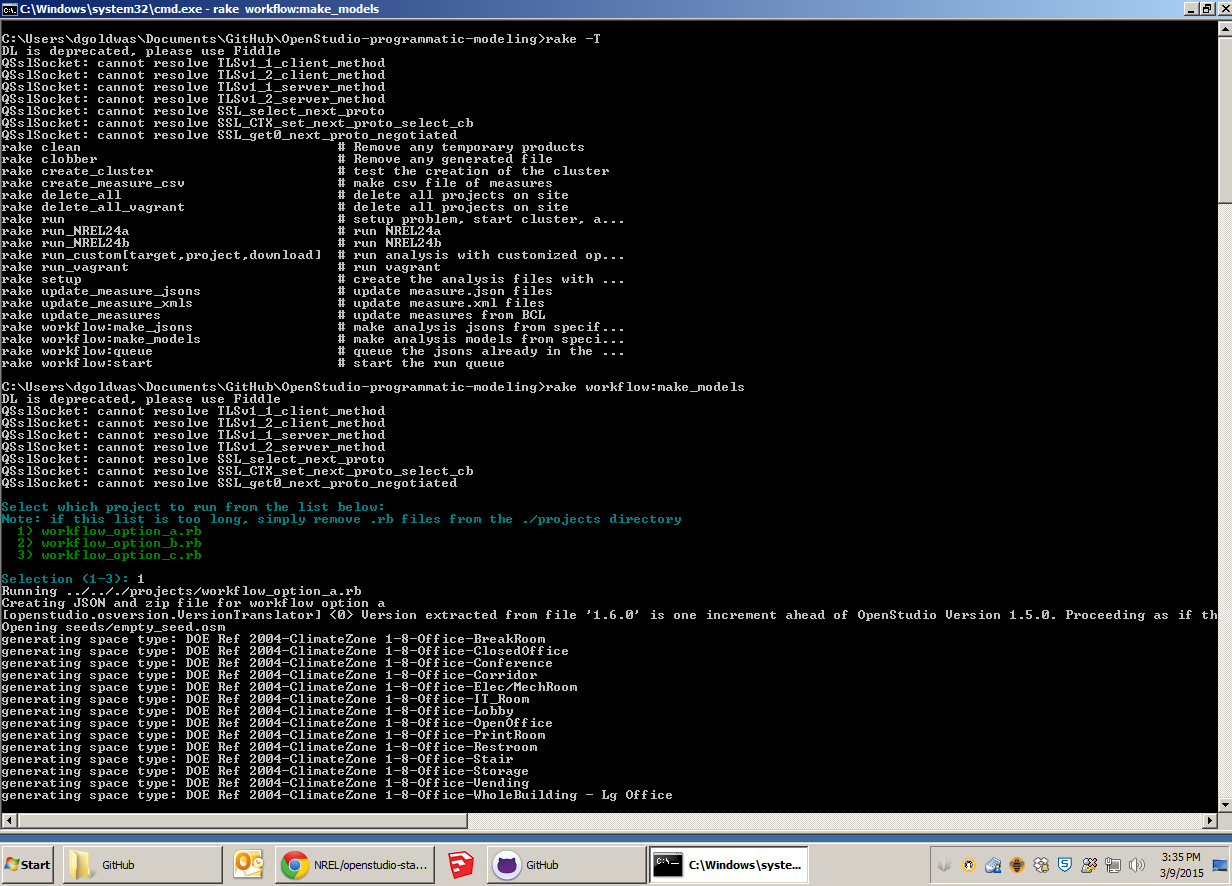 C:\Windows\system32\cmd.exe - rake workflow:make_models
C:\Users\dgoldwas\Documents\GitHub\OpenStudio-programmatic-modeling>rake -T
DL is deprecated, please use Fiddle
QSslSocket: cannot resolve TLSv1_1_client_method
QSslSocket: cannot resolve TLSv1_2_client_method
QSslSocket: cannot resolve TLSv1_1_server_method
QSslSocket: cannot resolve TLSv1_2_server_method
QSslSocket: cannot resolve SSL_select_next_proto
QSslSocket: cannot resolve SSL_CTX_set_next_proto_select_cb
QSslSocket: cannot resolve SSL_get0_next_proto_negotiated
rake clean # Remove any temporary products
rake clobber # Remove any generated file
rake create_cluster # test the creation of the cluster
rake create_measure_csv # make csv file of measures
rake delete_all # delete all projects on site
rake delete_all_vagrant # delete all projects on site
rake run # setup problem, start cluster, a...
rake run_NREL24a # run NREL24a
rake run_NREL24b # run NREL24b
rake run_custom[target,project,download] # run analysis with customized op...
rake run_vagrant # run vagrant
rake setup # create the analysis files with ...
rake update_measure_jsons # update measure.json files
rake update_measure_xmls # update measure.xml files
rake update_measures # update measures from BCL
rake workflow:make_jsons # make analysis jsons from specif...
rake workflow:make_models # make analysis models from speci...
rake workflow:queue # queue the jsons already in the ...
rake workflow:start # start the run queue
C:\Users\dgoldwas\Documents\GitHub\OpenStudio-programmatic-modeling>rake workflow:make_models
DL is deprecated, please use Fiddle
QSslSocket: cannot resolve TLSv1_1_client_method
QSslSocket: cannot resolve TLSv1_2_client_method
QSslSocket: cannot resolve TLSv1_1_server_method
QSslSocket: cannot resolve TLSv1_2_server_method
QSslSocket: cannot resolve SSL_select_next_proto
QSslSocket: cannot resolve SSL_CTX_set_next_proto_select_cb
QSslSocket: cannot resolve SSL_get0_next_proto_negotiated
Select which project to run from the list below:
Note: if this list is too long, simply remove .rb files from the ./projects directory
1) workflow_option_a.rb
2) workflow_option_b.rb
3) workflow_option_c.rb
Selection (1-3): 1
Running ../.././projects/workflow_option_a.rb
Creating JSON and zip file for workflow option a
[openstudio.osversion.VersionTranslator] <0> Version extracted from file '1.6.0' is one increment ahead of OpenStudio Version 1.5.0. Proceeding as if th
Opening seeds/empty_seed.osm
generating space type: DOE Ref 2004-ClimateZone 1-8-Office-BreakRoom
generating space type: DOE Ref 2004-ClimateZone 1-8-Office-ClosedOffice
generating space type: DOE Ref 2004-ClimateZone 1-8-Office-Conference
generating space type: DOE Ref 2004-ClimateZone 1-8-Office-Corridor
generating space type: DOE Ref 2004-ClimateZone 1-8-Office-Elec/MechRoom
generating space type: DOE Ref 2004-ClimateZone 1-8-Office-IT_Room
generating space type: DOE Ref 2004-ClimateZone 1-8-Office-Lobby
generating space type: DOE Ref 2004-ClimateZone 1-8-Office-OpenOffice
generating space type: DOE Ref 2004-ClimateZone 1-8-Office-PrintRoom
generating space type: DOE Ref 2004-ClimateZone 1-8-Office-Restroom
generating space type: DOE Ref 2004-ClimateZone 1-8-Office-Stair
generating space type: DOE Ref 2004-ClimateZone 1-8-Office-Storage
generating space type: DOE Ref 2004-ClimateZone 1-8-Office-Vending
generating space type: DOE Ref 2004-ClimateZone 1-8-Office-WholeBuilding - Lg Office
Start GitHub NREL/openstudio-sta... GitHub C:\Windows\syste... 3:35 PM
3/9/2015